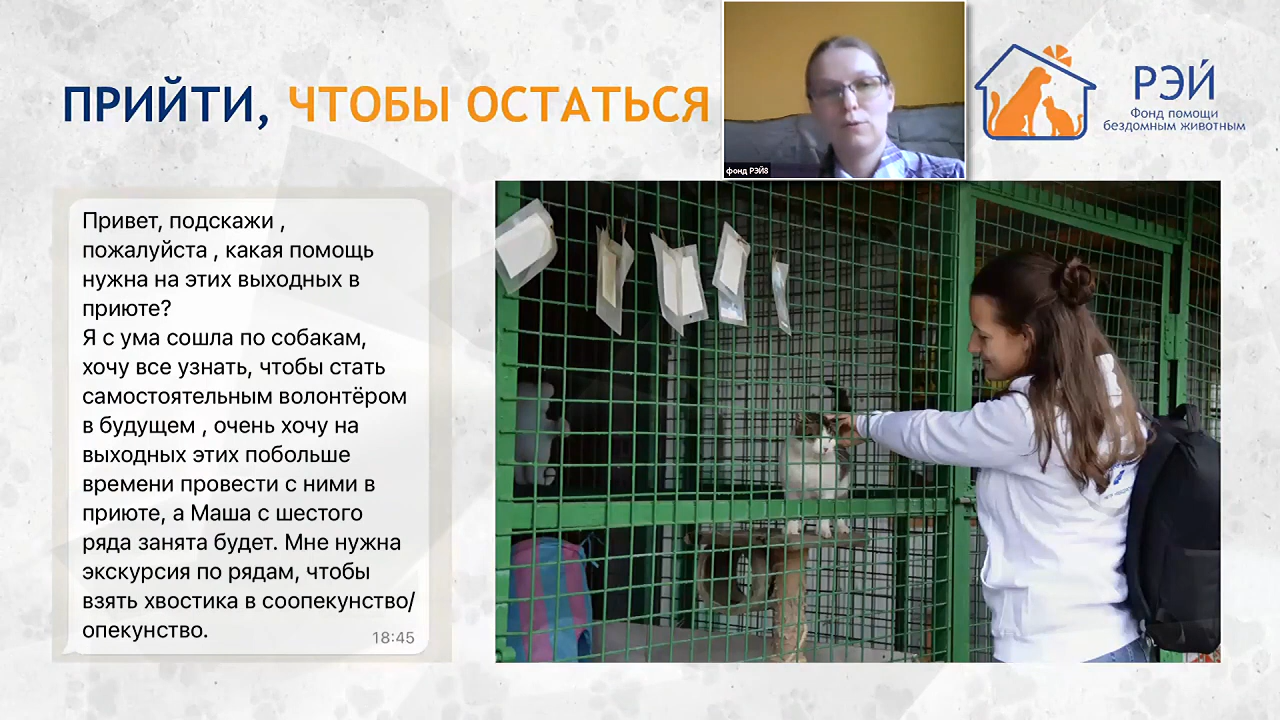 ПРИЙТИ, ЧТОБЫ ОСТАТЬСЯ
фонд РЭЙ8
РЭЙ
Фонд помощи
бездомным животным
Привет, подскажи ,
пожалуйста , какая помощь
нужна на этих выходных в
приюте?
Я с ума сошла по собакам,
хочу все узнать, чтобы стать
самостоятельным волонтёром
в будущем , очень хочу на
выходных этих побольше
времени провести с ними в
приюте, а Маша с шестого
ряда занята будет. Мне нужна
экскурсия по рядам, чтобы
взять хвостика в соопекунство/
опекунство.
18:45